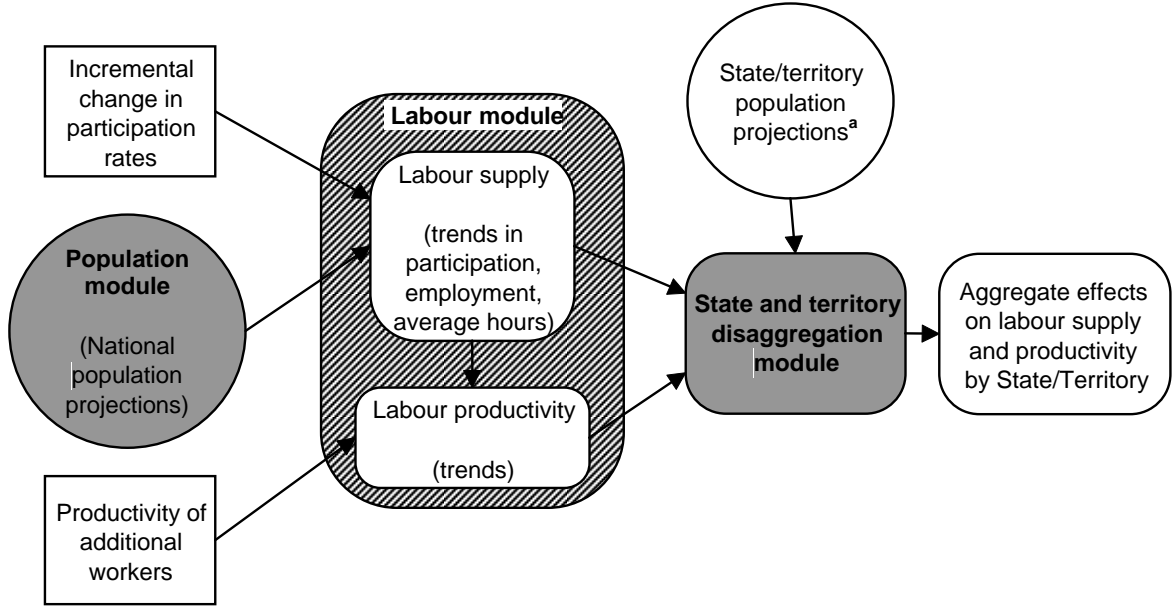 Incremental
change in
participation
rates
Population
module
(National
population
projections)
Productivity of
additional
workers
Labour module
Labour supply
(trends in
participation,
employment,
average hours)
Labour productivity
(trends)
State/territory
population
projectionsᵃ
State and territory
disaggregation
module
Aggregate effects
on labour supply
and productivity
by State/Territory